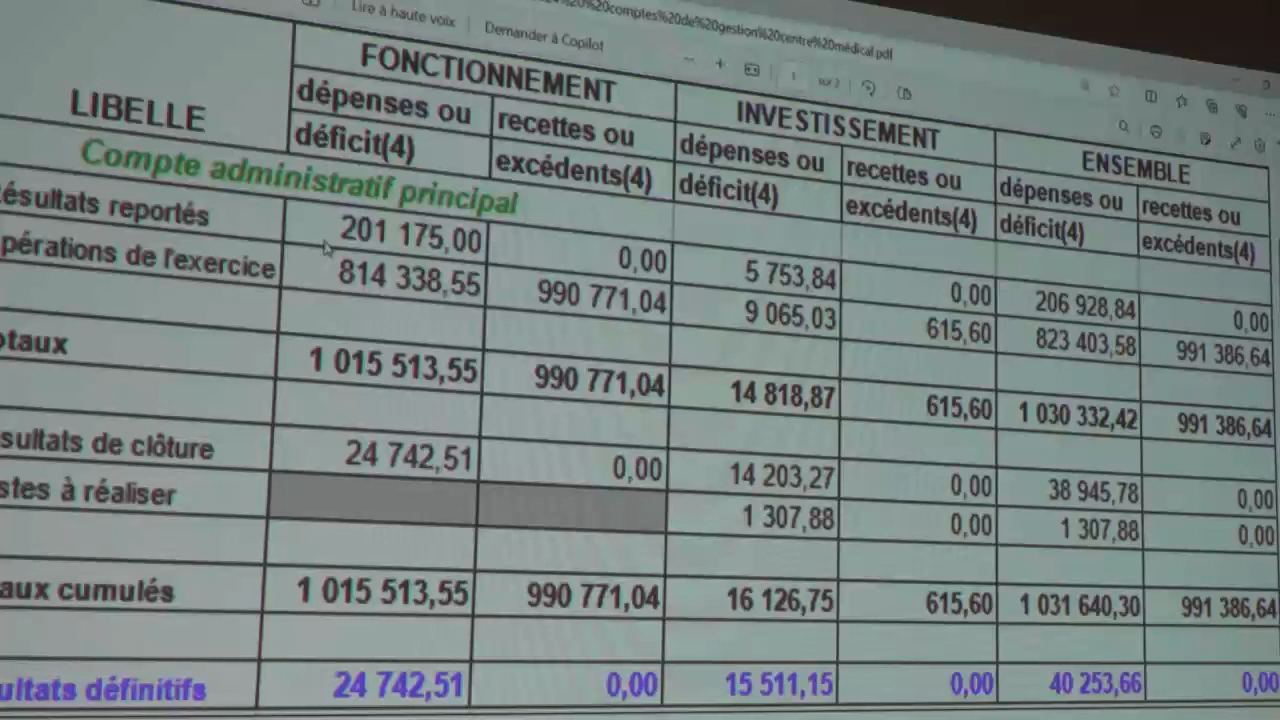 %20comptes%20de%20gestion%20centre%20médical.pdf
Lire à haute voix | Demander à Copilot
LIBELLE
FONCTIONNEMENT
INVESTISSEMENT
ENSEMBLE
dépenses ou déficit(4)
recettes ou excédents(4)
dépenses ou déficit(4)
recettes ou excédents(4)
dépenses ou déficit(4)
recettes ou excédents(4)
Compte administratif principal
ésultats reportés 201 175,00 0,00 5 753,84 0,00 206 928,84 0,00
pérations de l'exercice 814 338,55 990 771,04 9 065,03 615,60 823 403,58 991 386,64
otaux 1 015 513,55 990 771,04 14 818,87 615,60 1 030 332,42 991 386,64
sultats de clôture 24 742,51 0,00 14 203,27 0,00 38 945,78 0,00
stes à réaliser 1 307,88 0,00 1 307,88 0,00
aux cumulés 1 015 513,55 990 771,04 16 126,75 615,60 1 031 640,30 991 386,64
ultats définitifs 24 742,51 0,00 15 511,15 0,00 40 253,66 0,00